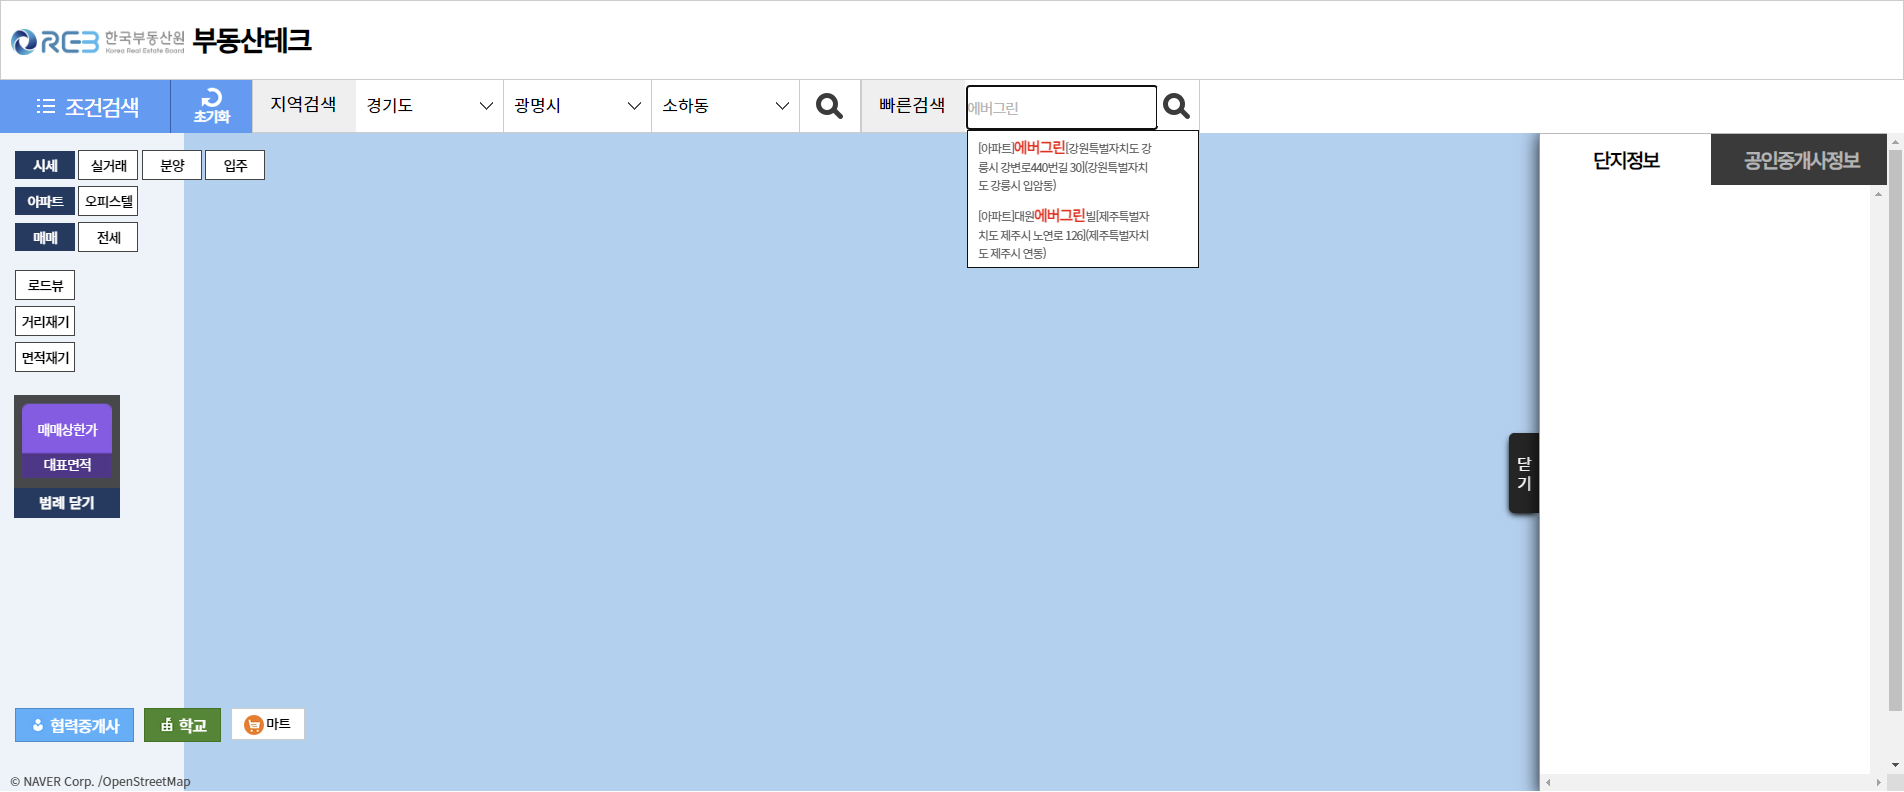 REB 한국부동산원 Korea Real Estate Board 부동산테크
조건검색 초기화 지역검색 경기도 광명시 소하동 빠른검색 에버그린
[아파트]에버그린[강원특별자치도 강
릉시 강변로440번길 30](강원특별자치
도 강릉시 입암동)
[아파트]대원에버그린빌[제주특별자
치도 제주시 노연로 126](제주특별자치
도 제주시 연동)
단지정보 공인중개사정보
시세 실거래 분양 입주
아파트 오피스텔
매매 전세
로드뷰
거리재기
면적재기
매매상한가
대표면적
범례 닫기
닫
기
협력중개사 학교 마트
© NAVER Corp. /OpenStreetMap